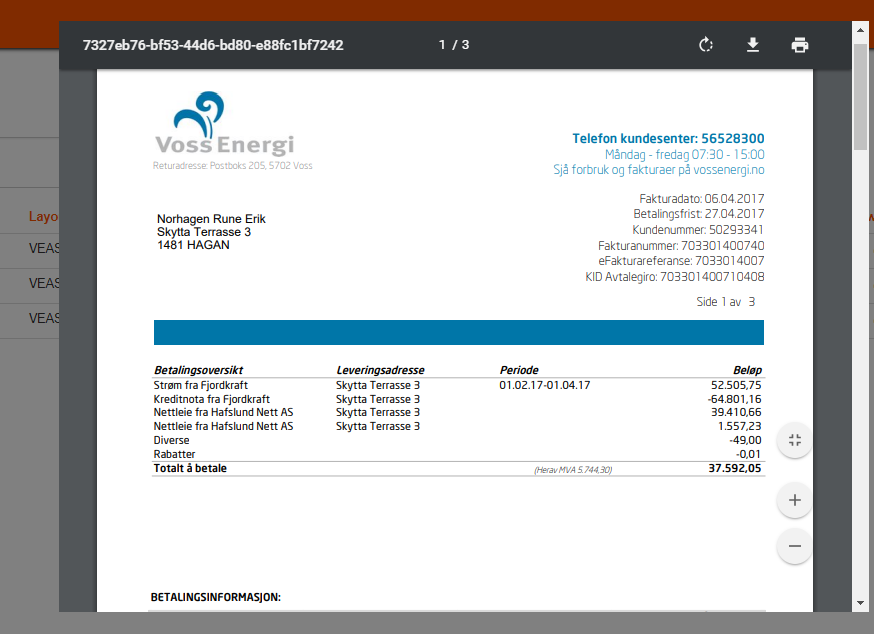 7327eb76-bf53-44d6-bd80-e88fc1bf7242 1 / 3
Voss Energi
Returadresse: Postboks 205, 5702 Voss
Telefon kundesenter: 56528300
Måndag - fredag 07:30 - 15:00
Sjå forbruk og fakturaer på vossenergi.no
Norhagen Rune Erik
Skytta Terrasse 3
1481 HAGAN
Fakturadato: 06.04.2017
Betalingsfrist: 27.04.2017
Kundenummer: 50293341
Fakturanummer: 703301400740
eFakturareferanse: 7033014007
KID Avtalegiro: 703301400710408
Side 1 av 3
Layo
VEAS
VEAS
VEAS
Betalingsoversikt Leveringsadresse Periode Beløp
Strøm fra Fjordkraft Skytta Terrasse 3 01.02.17-01.04.17 52.505,75
Kreditnota fra Fjordkraft Skytta Terrasse 3 -64.801,16
Nettleie fra Hafslund Nett AS Skytta Terrasse 3 39.410,66
Nettleie fra Hafslund Nett AS Skytta Terrasse 3 1.557,23
Diverse -49,00
Rabatter -0,01
Totalt å betale (Herav MVA 5.744,30) 37.592,05
BETALINGSINFORMASJON: